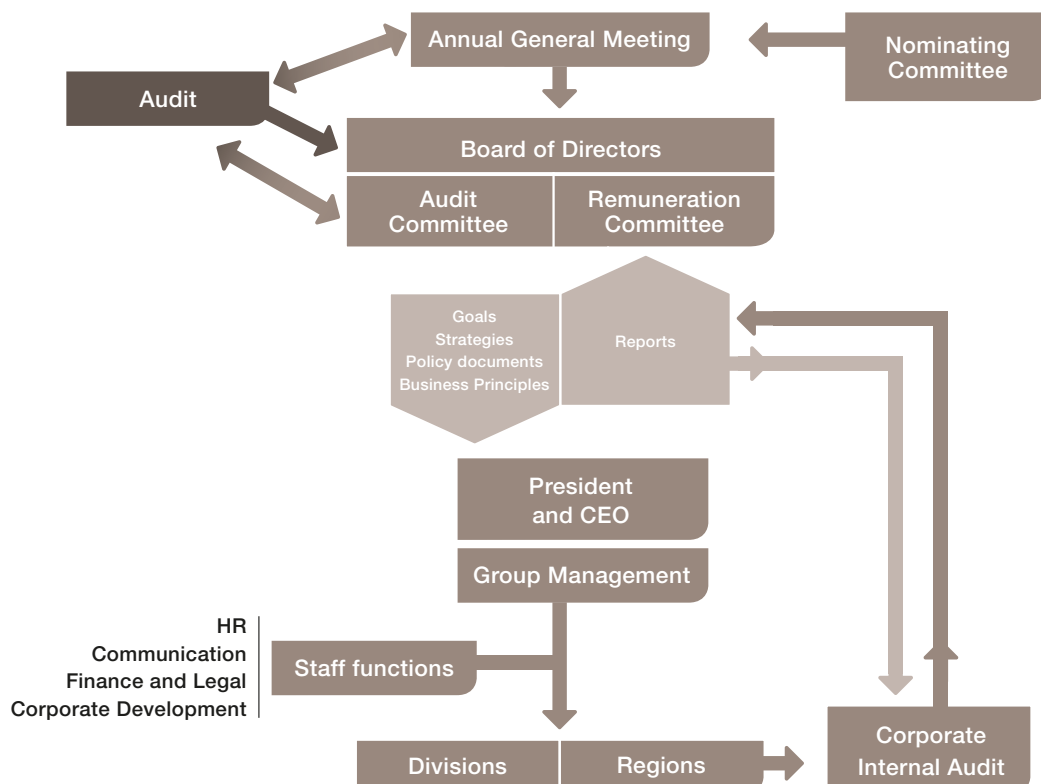 Annual General Meeting
Nominating
Committee
Audit
Board of Directors
Audit
Committee
Remuneration
Committee
Goals
Strategies
Policy documents
Business Principles
Reports
President
and CEO
Group Management
HR
Communication
Finance and Legal
Corporate Development
Staff functions
Divisions
Regions
Corporate
Internal Audit